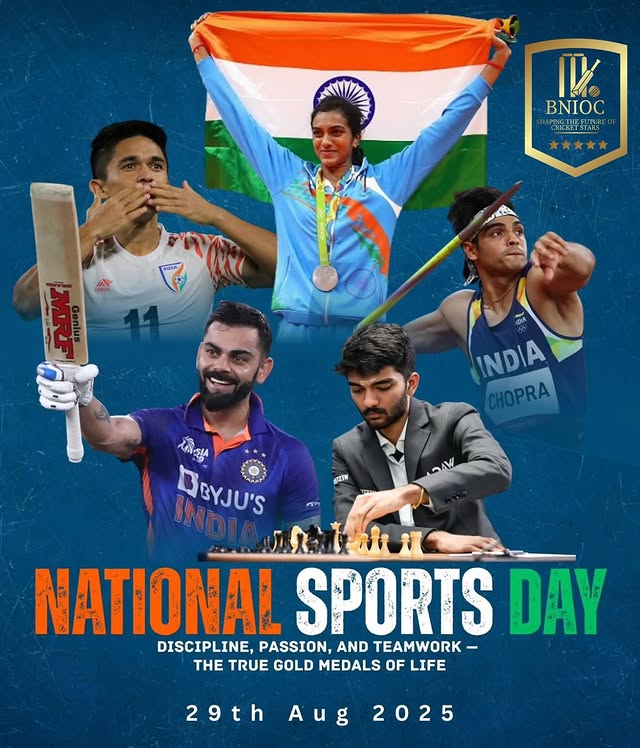 BNIOC
SHAPING THE FUTURE OF
CRICKET STARS
INDIA
11
Genius
MRF
INDIA
CHOPRA
BYJU'S
INDIA
NATIONAL SPORTS DAY
DISCIPLINE, PASSION, AND TEAMWORK –
THE TRUE GOLD MEDALS OF LIFE
29th Aug 2025